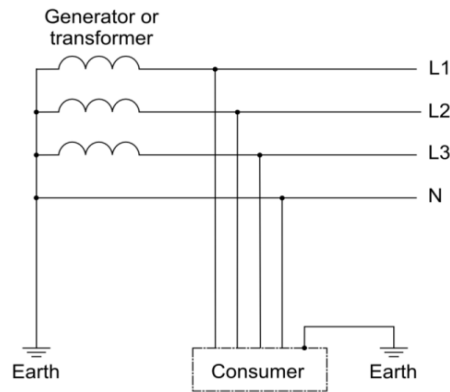 Generator or
transformer
L1
L2
L3
N
Earth
Consumer
Earth